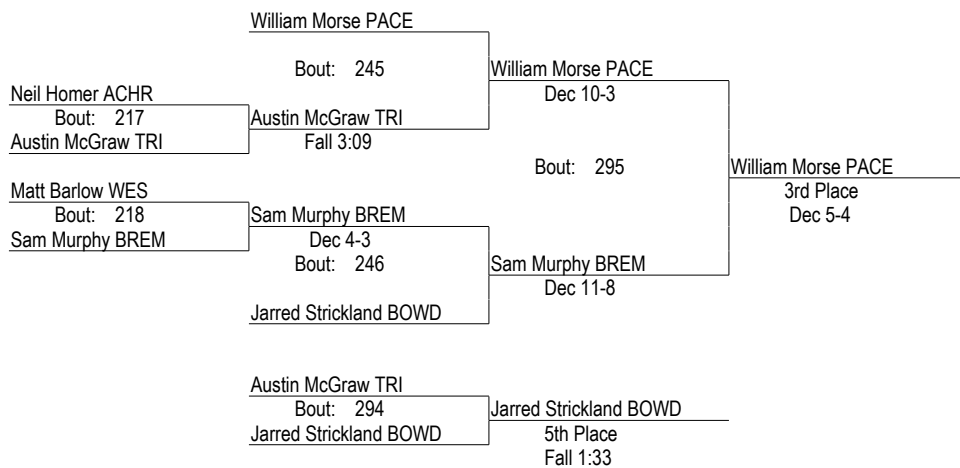 William Morse PACE
Bout: 245
William Morse PACE
Dec 10-3
Neil Homer ACHR
Bout: 217
Austin McGraw TRI
Austin McGraw TRI
Fall 3:09
Bout: 295
William Morse PACE
3rd Place
Dec 5-4
Matt Barlow WES
Bout: 218
Sam Murphy BREM
Sam Murphy BREM
Dec 4-3
Bout: 246
Sam Murphy BREM
Dec 11-8
Jarred Strickland BOWD
Austin McGraw TRI
Bout: 294
Jarred Strickland BOWD
Jarred Strickland BOWD
5th Place
Fall 1:33